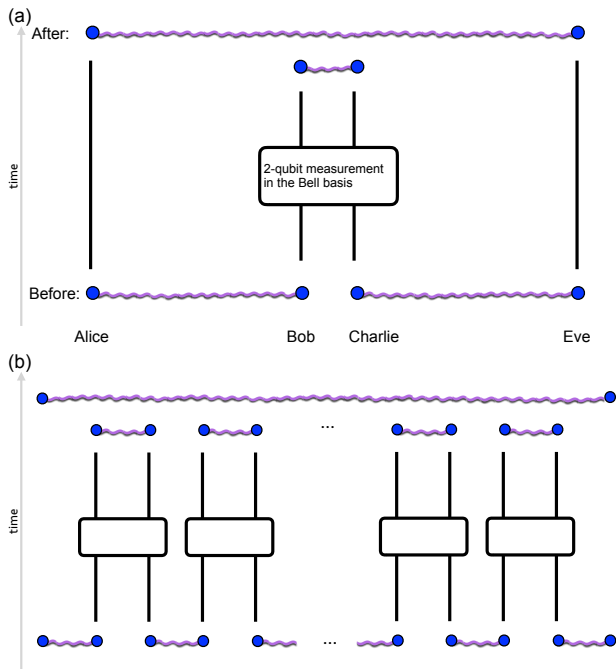 (a)
After:
2-qubit measurement
in the Bell basis
time
Before:
Alice Bob Charlie Eve
(b)
...
time
...